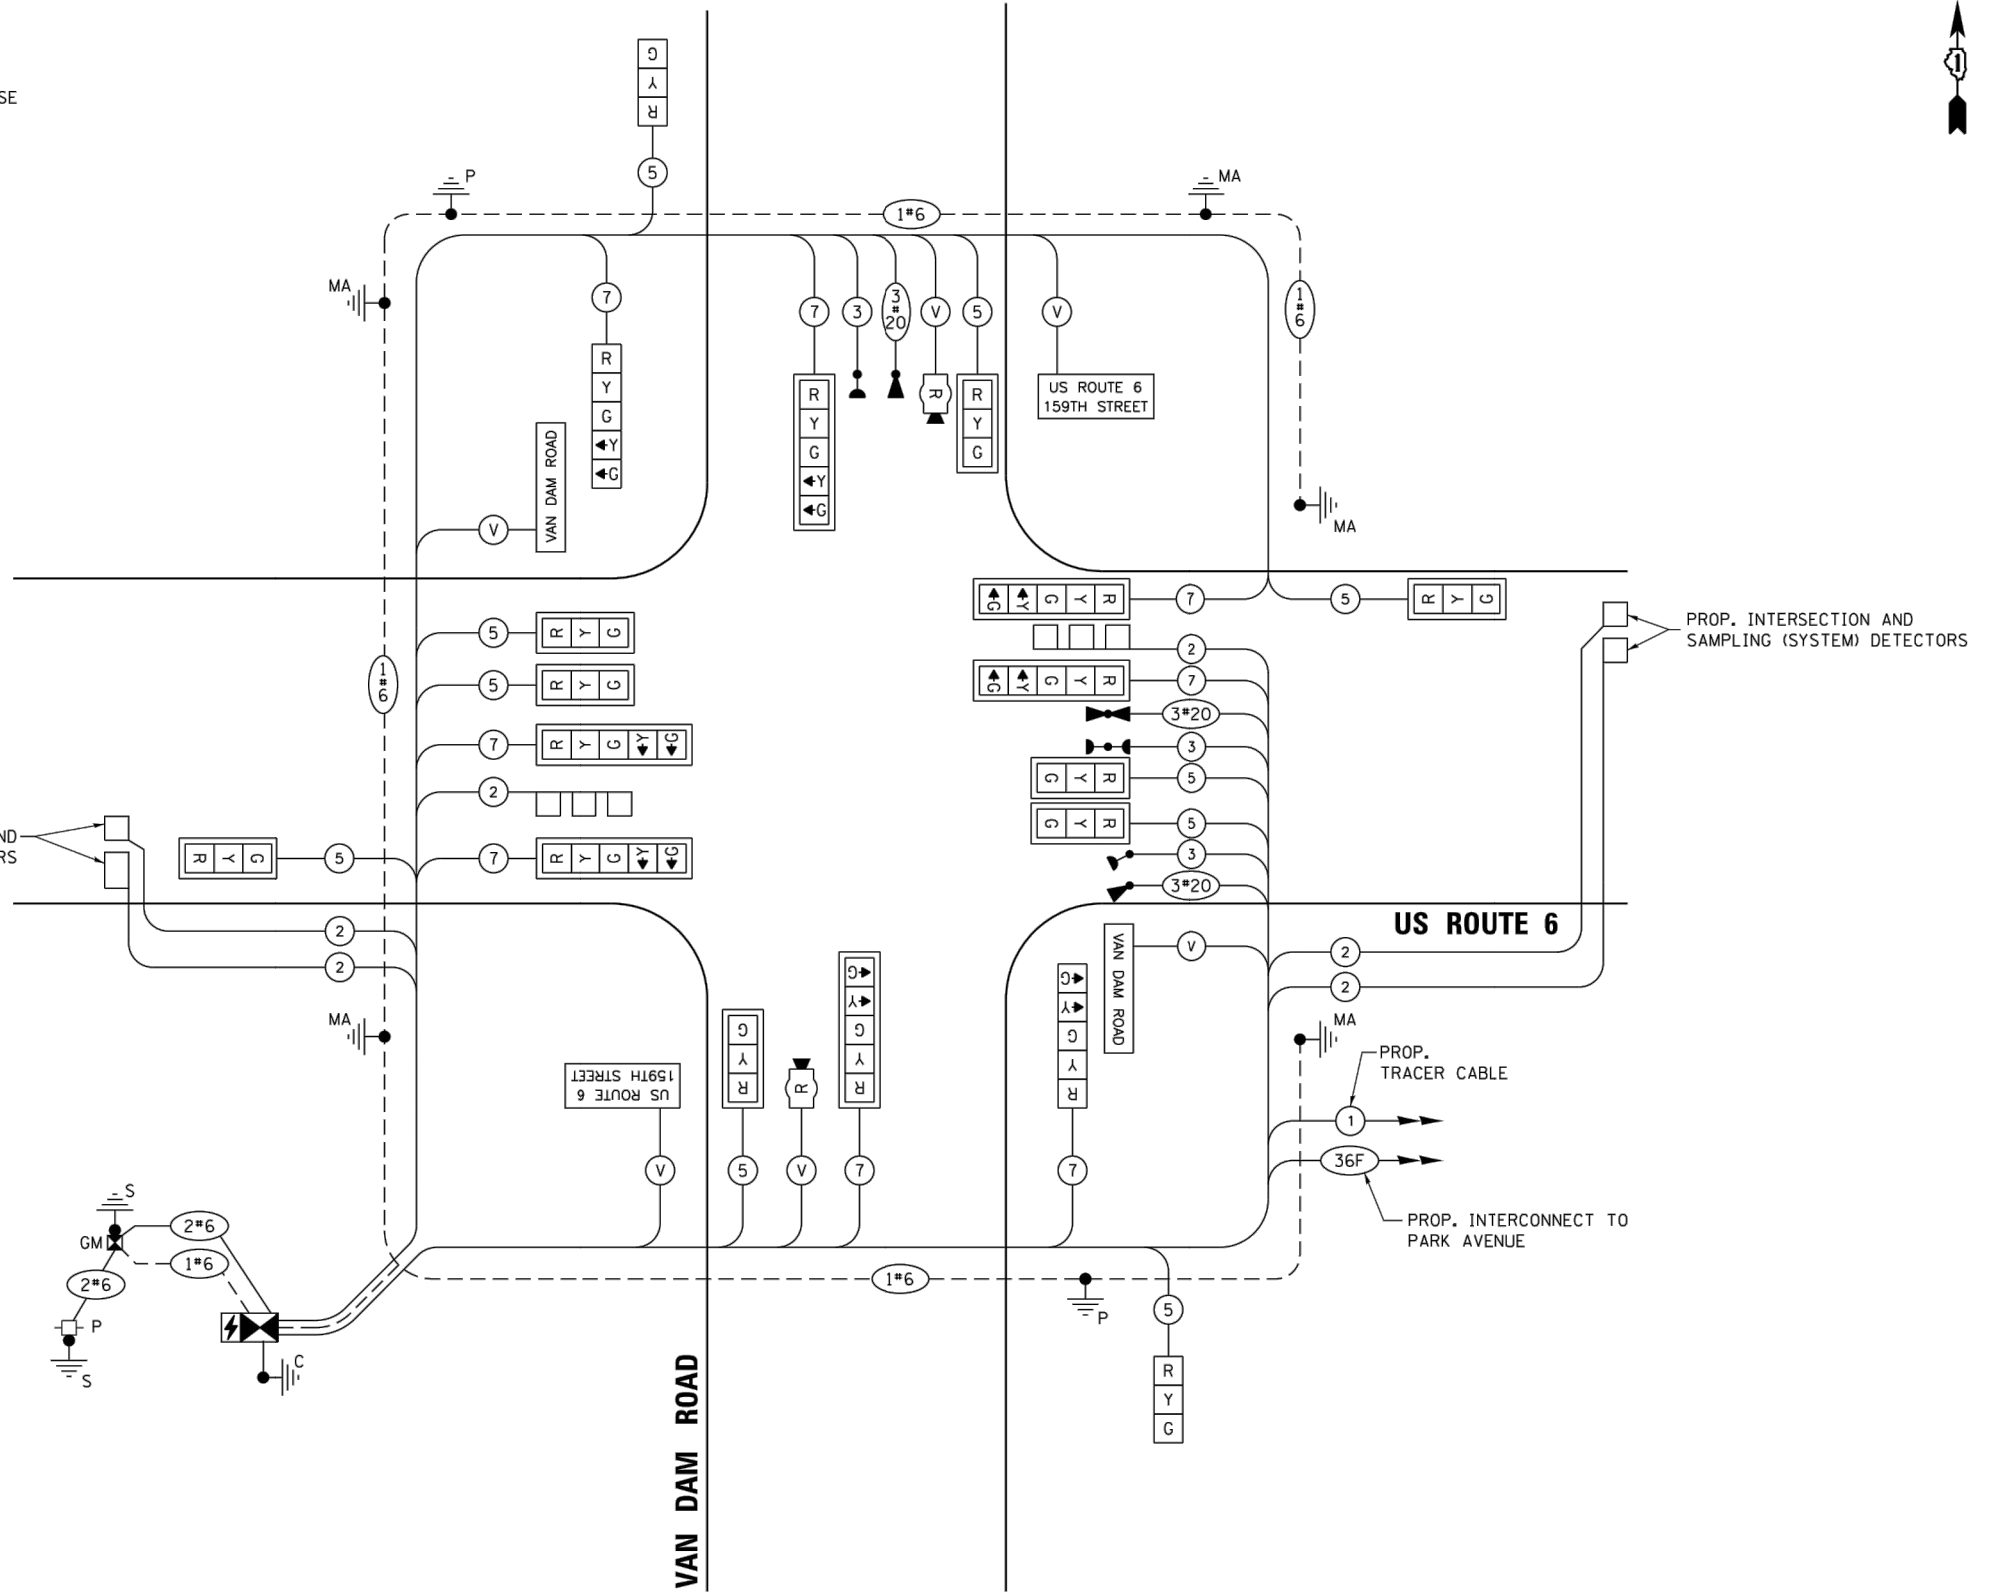 SE
G
Y
R
5
P
MA
1#6
1
MA
7
R
Y
G
Y
G
7
3
3
#
20
V
5
V
1
#
6
R
R
Y
G
Y
G
R
Y
G
US ROUTE 6
159TH STREET
VAN DAM ROAD
V
MA
G Y G Y R
7
5
R Y G
PROP. INTERSECTION AND
SAMPLING (SYSTEM) DETECTORS
5
R Y G
2
1
#
6
5
R Y G
G Y G Y R
7
3#20
7
R Y G Y G
3
G Y R
5
2
ND
RS
G Y R
5
R Y G
5
7
R Y G Y G
3
3#20
2
2
VAN DAM ROAD
V
US ROUTE 6
2
2
MA
G
Y
G
Y
R
G
Y
R
R
G
Y
G
Y
R
MA
PROP.
TRACER CABLE
1
US ROUTE 6
159TH STREET
V
5
V
7
7
36F
PROP. INTERCONNECT TO
PARK AVENUE
S
2#6
GM
1#6
2#6
P
S
C
1#6
P
5
R
Y
G
VAN DAM ROAD